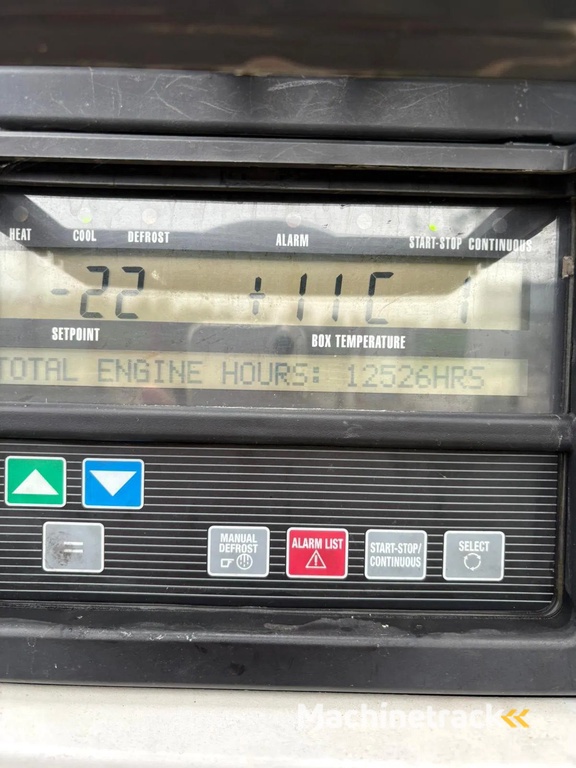 HEAT COOL DEFROST ALARM START-STOP CONTINUOUS
-22 +11C
SETPOINT BOX TEMPERATURE
TOTAL ENGINE HOURS: 12526HRS
MANUAL DEFROST
ALARM LIST
START-STOP/
CONTINUOUS
SELECT
=
Machinetrack